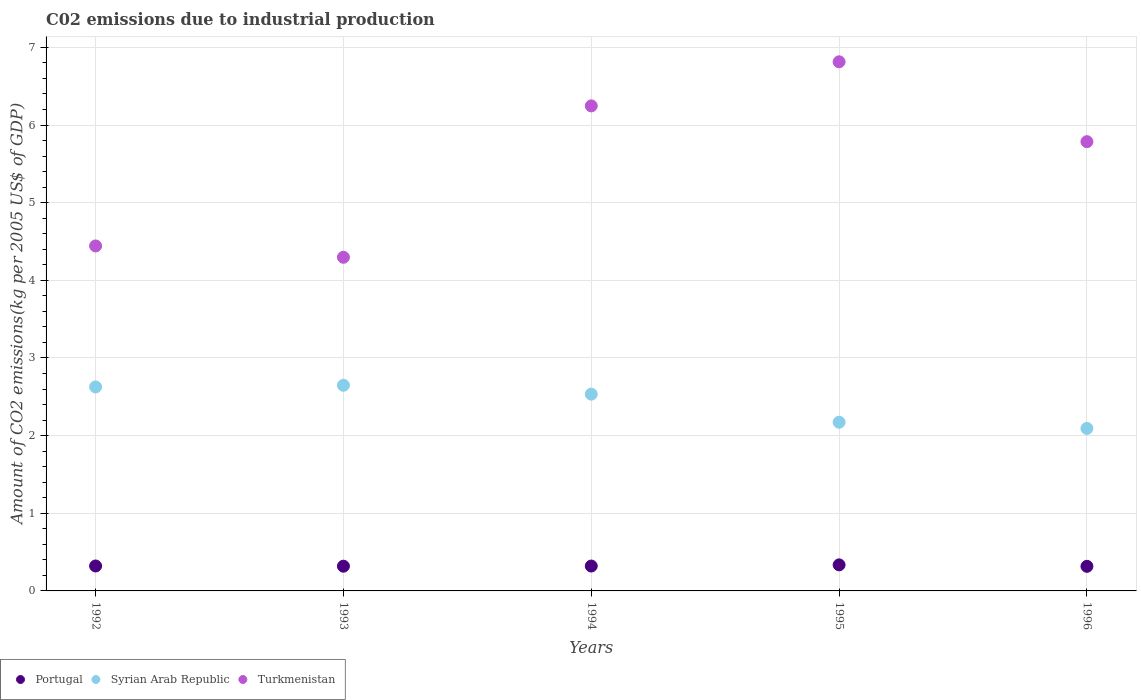 C02 emissions due to industrial production
Amount of CO2 emissions(kg per 2005 US$ of GDP)
7
6
5
4
3
2
1
0
1992
1993
1994
1995
1996
Years
Portugal
Syrian Arab Republic
Turkmenistan